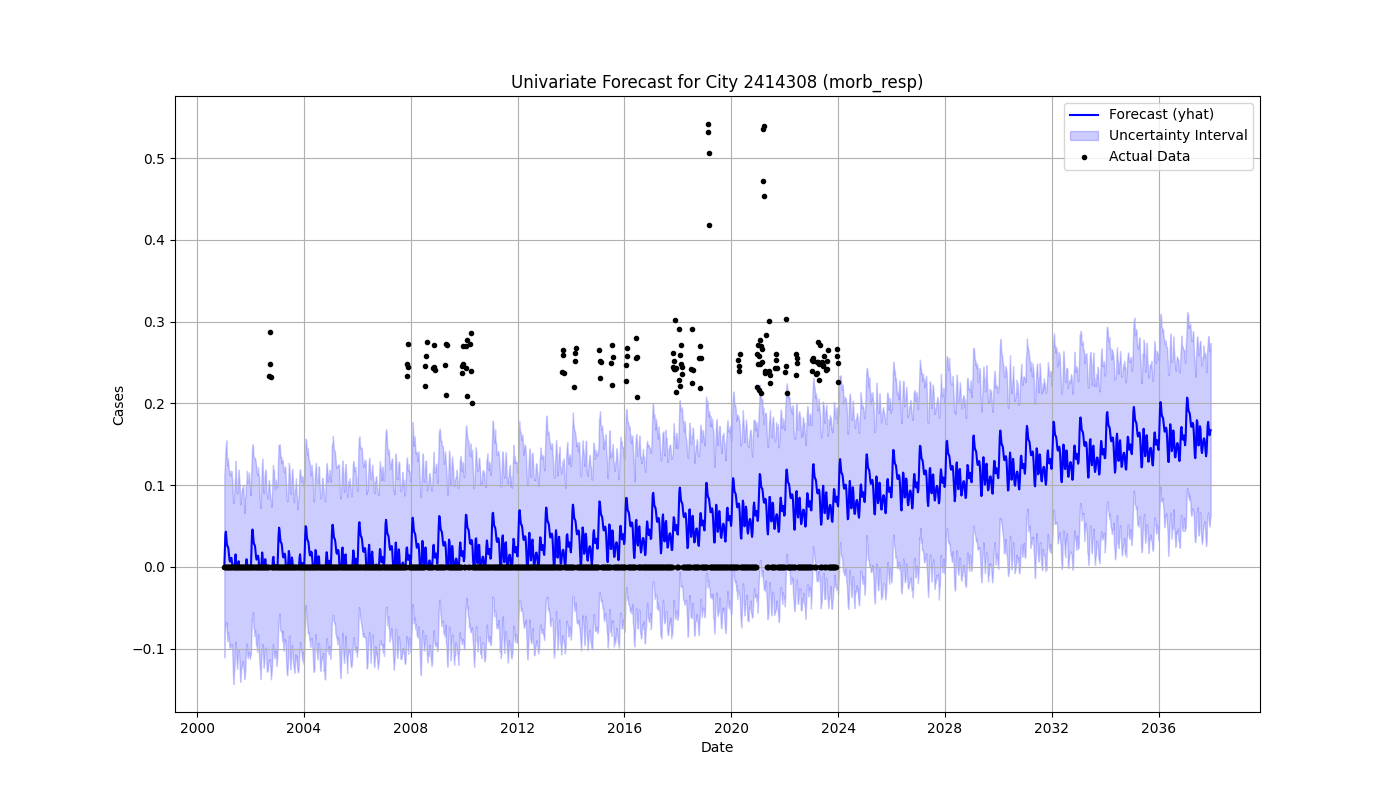 Univariate Forecast for City 2414308 (morb_resp)
Forecast (yhat)
Uncertainty Interval
Actual Data
Cases
0.5
0.4
0.3
0.2
0.1
0.0
−0.1
2000 2004 2008 2012 2016 2020 2024 2028 2032 2036
Date